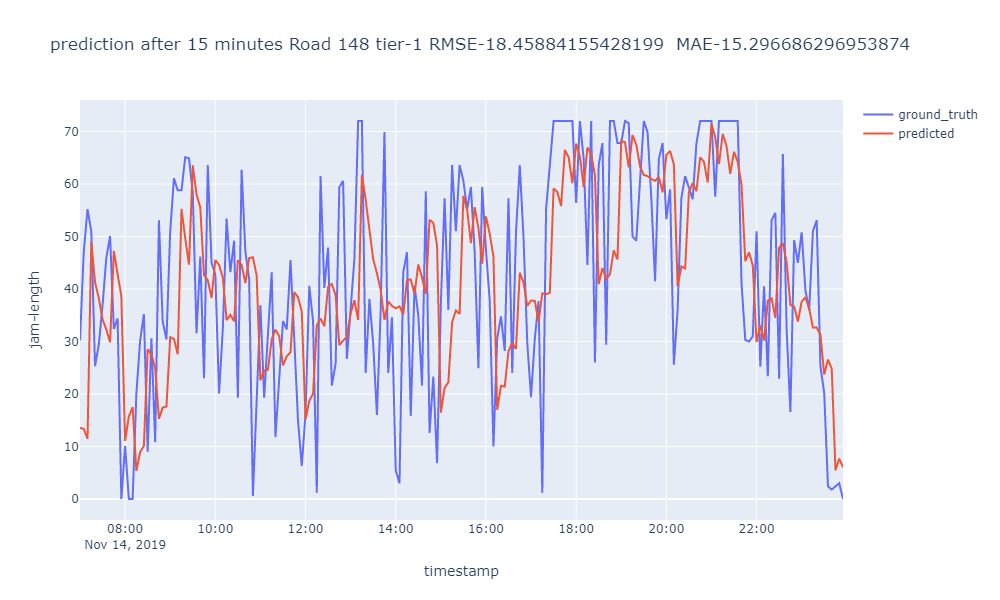 prediction after 15 minutes Road 148 tier-1 RMSE-18.45884155428199  MAE-15.296686296953874
ground_truth
predicted
jam-length
70
60
50
40
30
20
10
0
08:00 10:00 12:00 14:00 16:00 18:00 20:00 22:00
Nov 14, 2019
timestamp